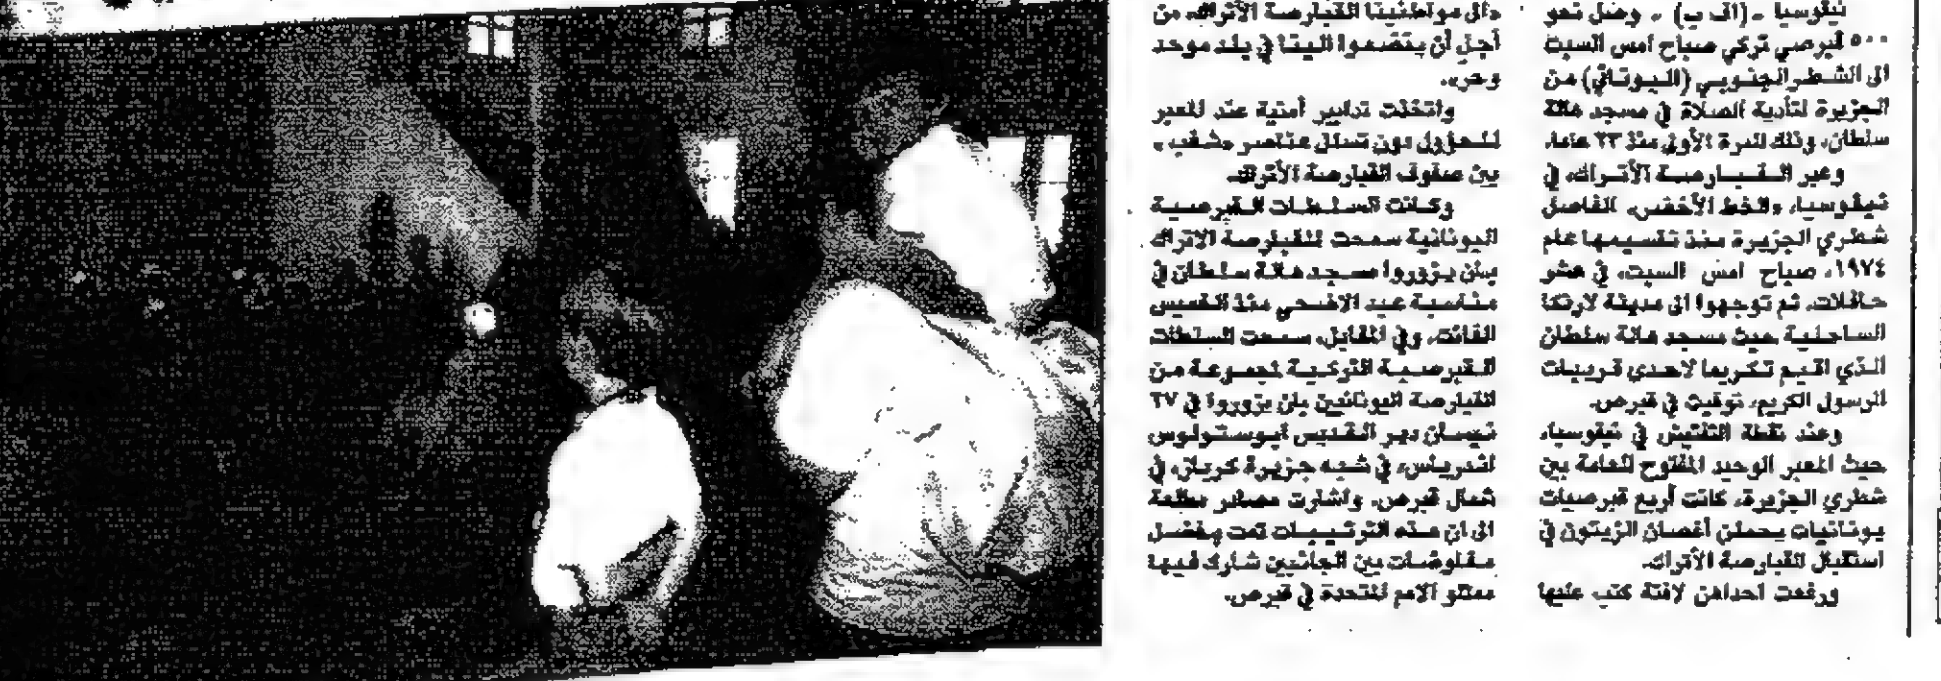 نيقوسيا ـ (ا ف ب) ـ وصل نحو
٥٠٠ قبرصي تركي صباح امس السبت
الى الشطر الجنوبي (اليوناني) من
الجزيرة لتأدية الصلاة في مسجد هالة
سلطان، وذلك للمرة الأولى منذ ٢٣ عاما.
وعبر القبارصة الأتراك، في
نيقوسيا، «الخط الأخضر» الفاصل
شطري الجزيرة منذ تقسيمها عام
١٩٧٤، صباح امس السبت، في عشر
حافلات، ثم توجهوا الى مدينة لارنكا
الساحلية حيث مسجد هالة سلطان
الذي اقيم تكريما لاحدى قريبات
الرسول الكريم، توفيت في قبرص.
وعند نقطة التفتيش في نيقوسيا،
حيث المعبر الوحيد المفتوح للعامة بين
شطري الجزيرة، كانت أربع قبرصيات
يونانيات يحملن أغصان الزيتون في
استقبال القبارصة الأتراك.
ورفعت احداهن لافتة كتب عليها
«الى مواطنينا القبارصة الأتراك، من
أجل أن ينضموا الينا في بلد موحد
وحر».
واتخذت تدابير أمنية عند المعبر
للحؤول دون تسلل عناصر «شغب»
بين صفوف القبارصة الأتراك.
وكانت السلطات القبرصية
اليونانية سمحت للقبارصة الاتراك
بان يزوروا مسجد هالة سلطان في
مناسبة عيد الاضحى منذ الخميس
الفائت، وفي المقابل، سمحت السلطات
القبرصية التركية لمجموعة من
القبارصة اليونانيين بان يزوروا في ٢٧
نيسان دير القديس ابوستولوس
اندرياس، في شبه جزيرة كرباز، في
شمال قبرص. واشارت مصادر مطلعة
الى ان هذه الترتيبات تمت بفضل
مفاوضات بين الجانبين شارك فيها
ممثلو الامم المتحدة في قبرص.